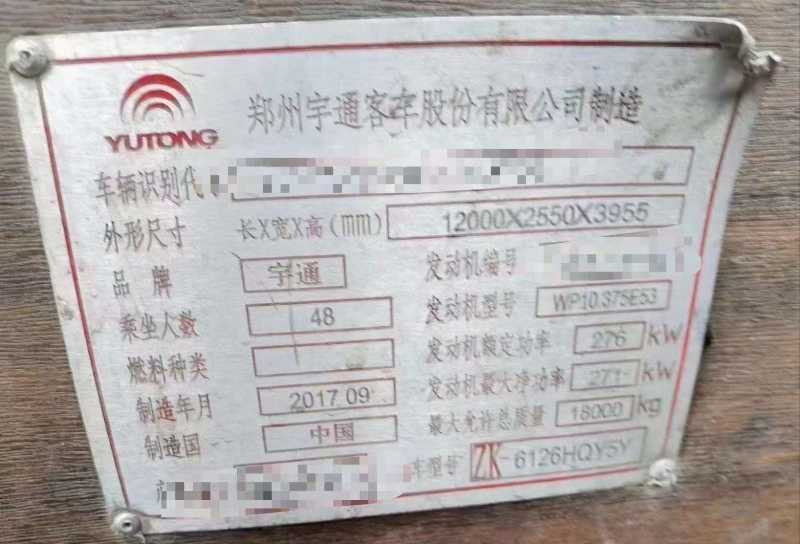 YUTONG
郑州宇通客车股份有限公司制造
车辆识别代
外形尺寸 长X宽X高(mm) 12000X2550X3955
品牌 宇通 发动机编号
乘坐人数 48 发动机型号 WP10.375E53
燃料种类 发动机额定功率 276 kW
制造年月 2017.09 发动机最大净功率 271 kW
制造国 中国 最大允许总质量 18000 kg
车型号 ZK-6126HQY5Y